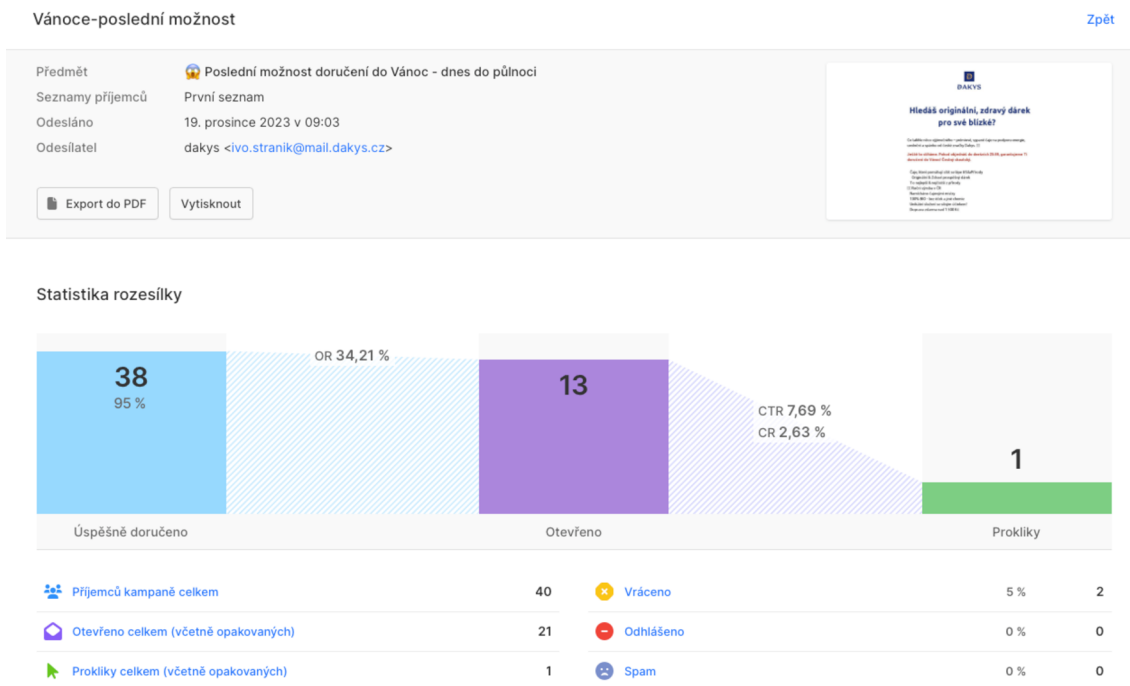 Vánoce-poslední možnost
Zpět
Předmět 😱 Poslední možnost doručení do Vánoc - dnes do půlnoci
Seznamy příjemců První seznam
Odesláno 19. prosince 2023 v 09:03
Odesílatel dakys <ivo.stranik@mail.dakys.cz>
Export do PDF Vytisknout
DAKYS
Hledáš originální, zdravý dárek
pro své blízké?
Statistika rozesílky
38
95 %
OR 34,21 %
13
CTR 7,69 %
CR 2,63 %
1
Úspěšně doručeno Otevřeno Prokliky
Příjemců kampaně celkem 40
Vráceno 5 % 2
Otevřeno celkem (včetně opakovaných) 21
Odhlášeno 0 % 0
Prokliky celkem (včetně opakovaných) 1
Spam 0 % 0